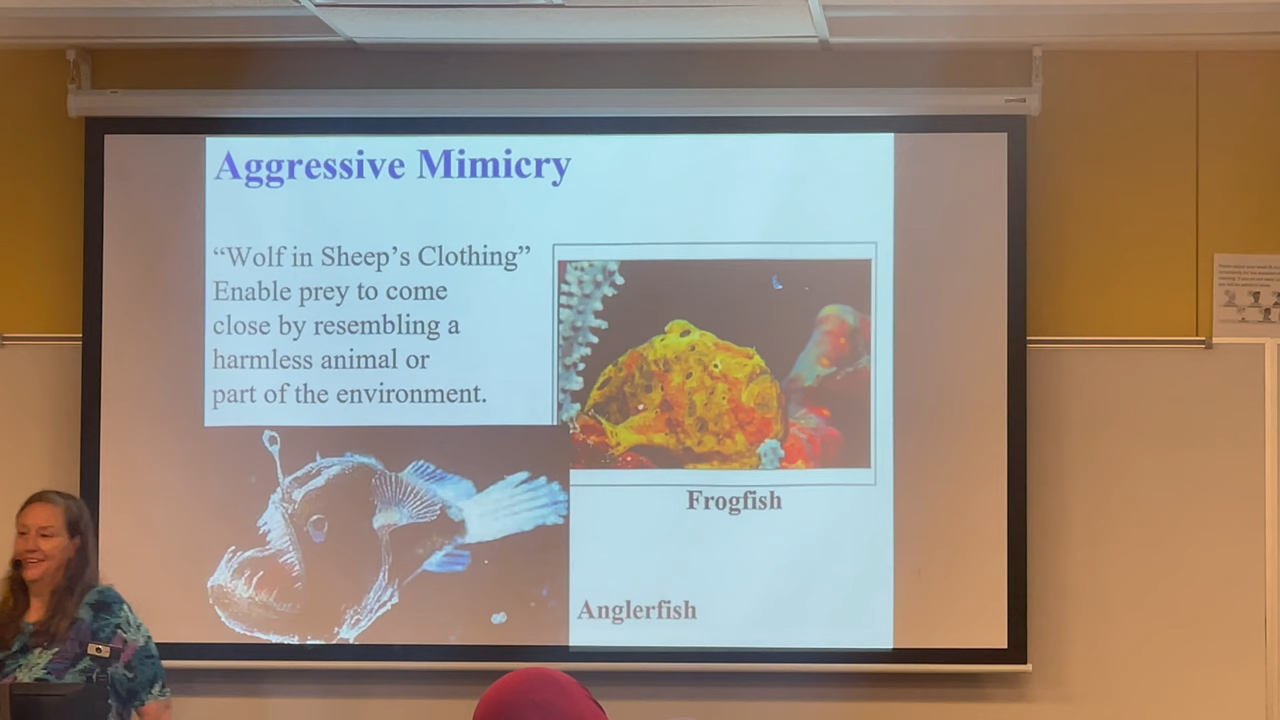 Aggressive Mimicry
“Wolf in Sheep’s Clothing”
Enable prey to come
close by resembling a
harmless animal or
part of the environment.
Frogfish
Anglerfish